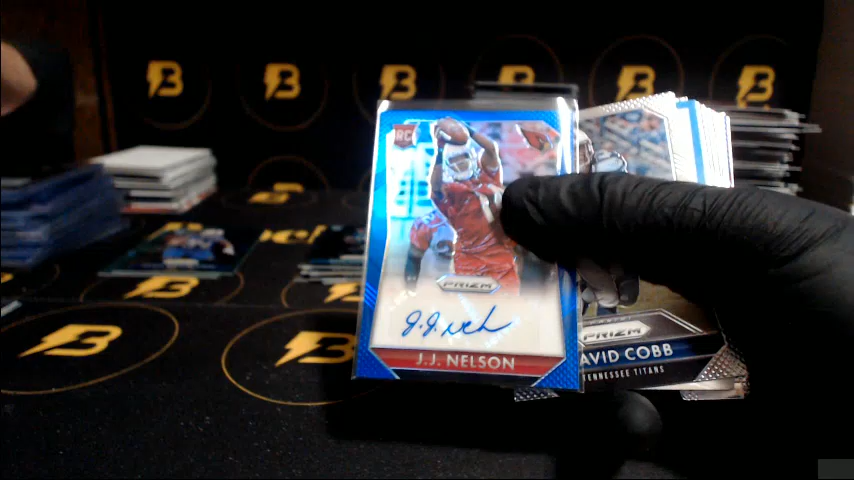 RC
PRIZM
J.J. NELSON
PRIZM
DAVID COBB
TENNESSEE TITANS